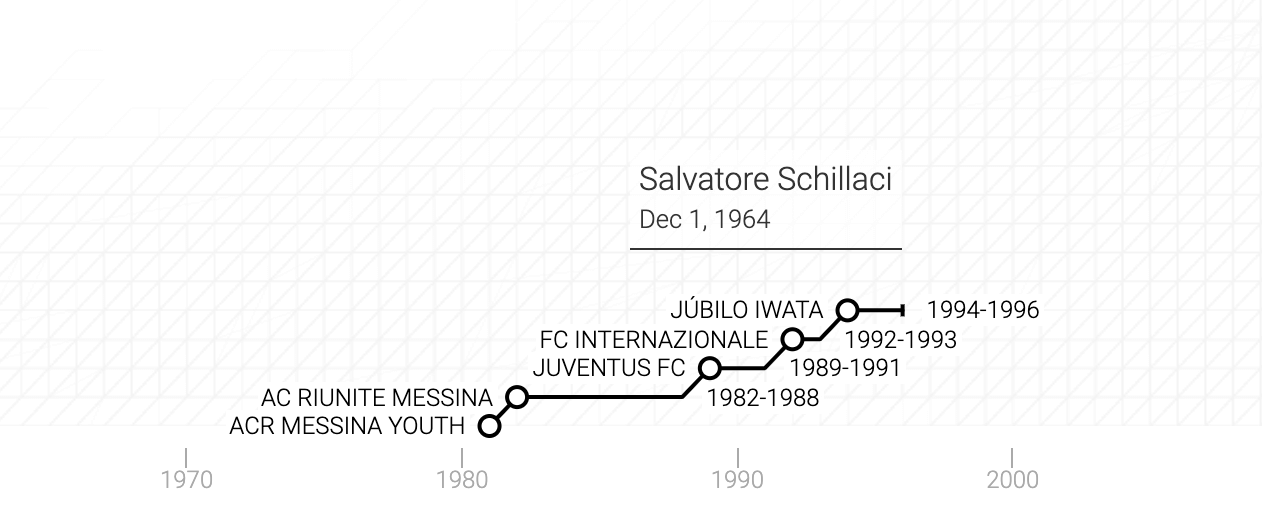 Salvatore Schillaci
Dec 1, 1964
JÚBILO IWATA 1994-1996
FC INTERNAZIONALE 1992-1993
JUVENTUS FC 1989-1991
AC RIUNITE MESSINA 1982-1988
ACR MESSINA YOUTH
1970 1980 1990 2000